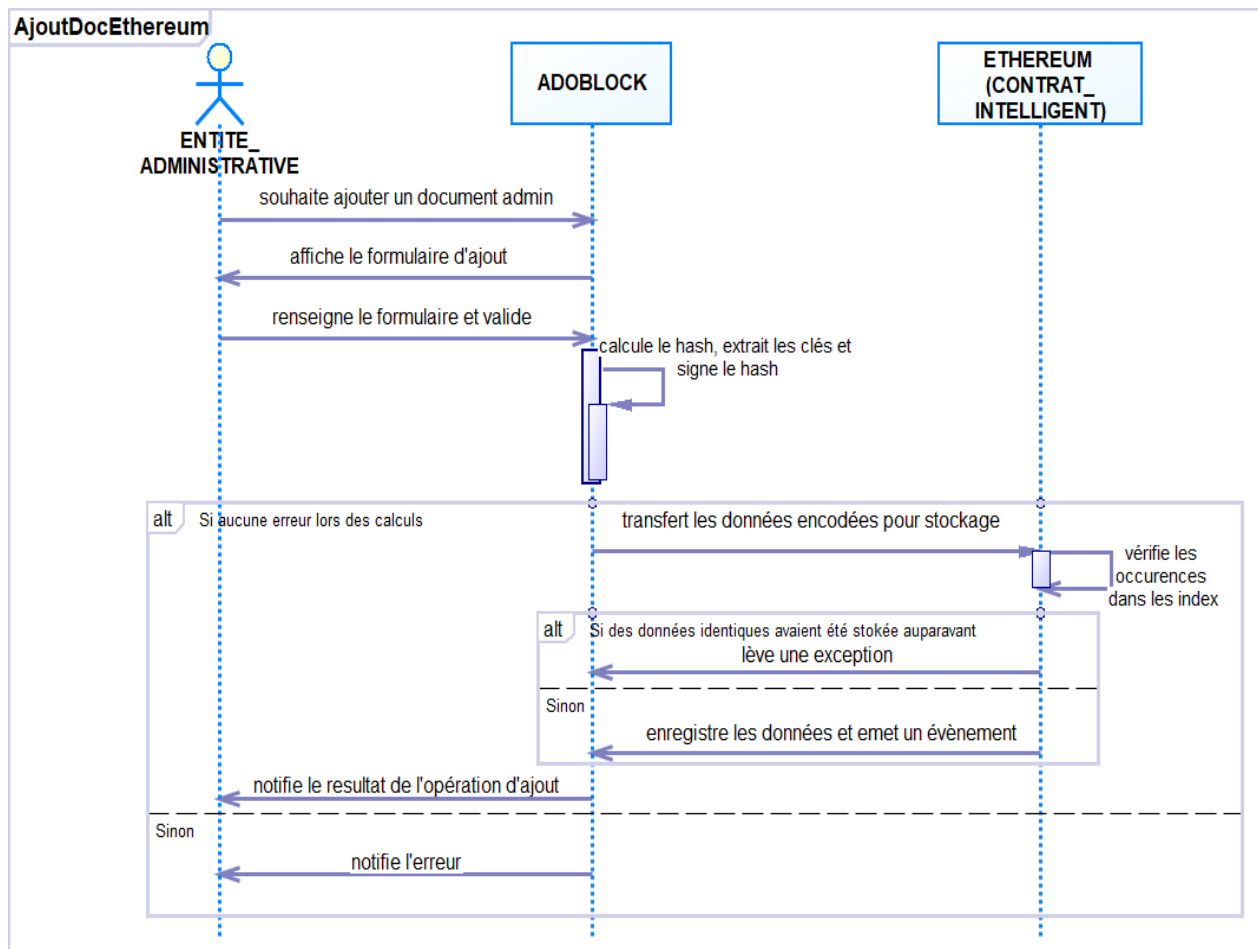 AjoutDocEthereum
ENTITE_
ADMINISTRATIVE
ADOBLOCK
ETHEREUM
(CONTRAT_
INTELLIGENT)
souhaite ajouter un document admin
affiche le formulaire d'ajout
renseigne le formulaire et valide
calcule le hash, extrait les clés et
signe le hash
alt
Si aucune erreur lors des calculs
transfert les données encodées pour stockage
vérifie les
occurences
dans les index
alt
Si des données identiques avaient été stokée auparavant
lève une exception
Sinon
enregistre les données et emet un évènement
notifie le resultat de l'opération d'ajout
Sinon
notifie l'erreur